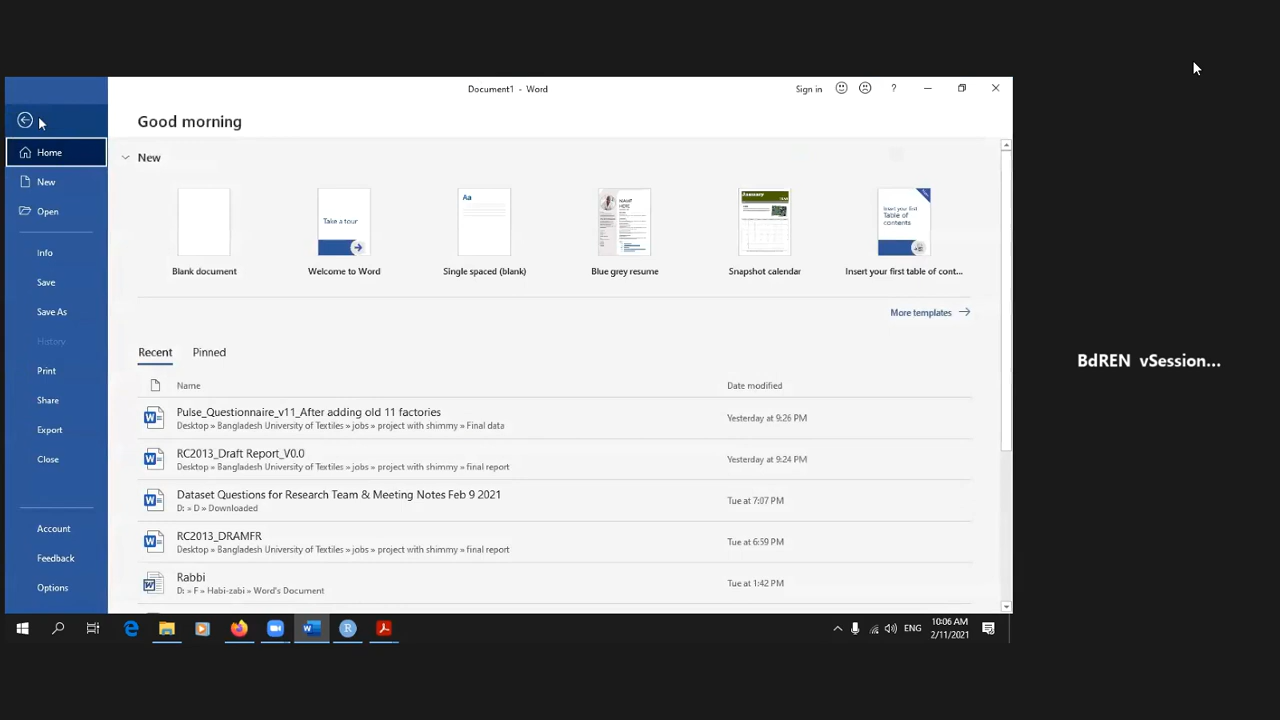 Document1 - Word
Sign in
?
Good morning
Home
New
Open
Info
Save
Save As
History
Print
Share
Export
Close
Account
Feedback
Options
New
Aa
Take a tour
Insert your first
Table of
contents
Blank document
Welcome to Word
Single spaced (blank)
Blue grey resume
Snapshot calendar
Insert your first table of cont...
More templates
Recent
Pinned
Name
Date modified
Pulse_Questionnaire_v11_After adding old 11 factories
Desktop » Bangladesh University of Textiles » jobs » project with shimmy » Final data
Yesterday at 9:26 PM
RC2013_Draft Report_V0.0
Desktop » Bangladesh University of Textiles » jobs » project with shimmy » final report
Yesterday at 9:24 PM
Dataset Questions for Research Team & Meeting Notes Feb 9 2021
D: » D » Downloaded
Tue at 7:07 PM
RC2013_DRAMFR
Desktop » Bangladesh University of Textiles » jobs » project with shimmy » final report
Tue at 6:59 PM
Rabbi
D: » F » Habi-zabi » Word's Document
Tue at 1:42 PM
ENG
10:06 AM
2/11/2021
BdREN vSession...